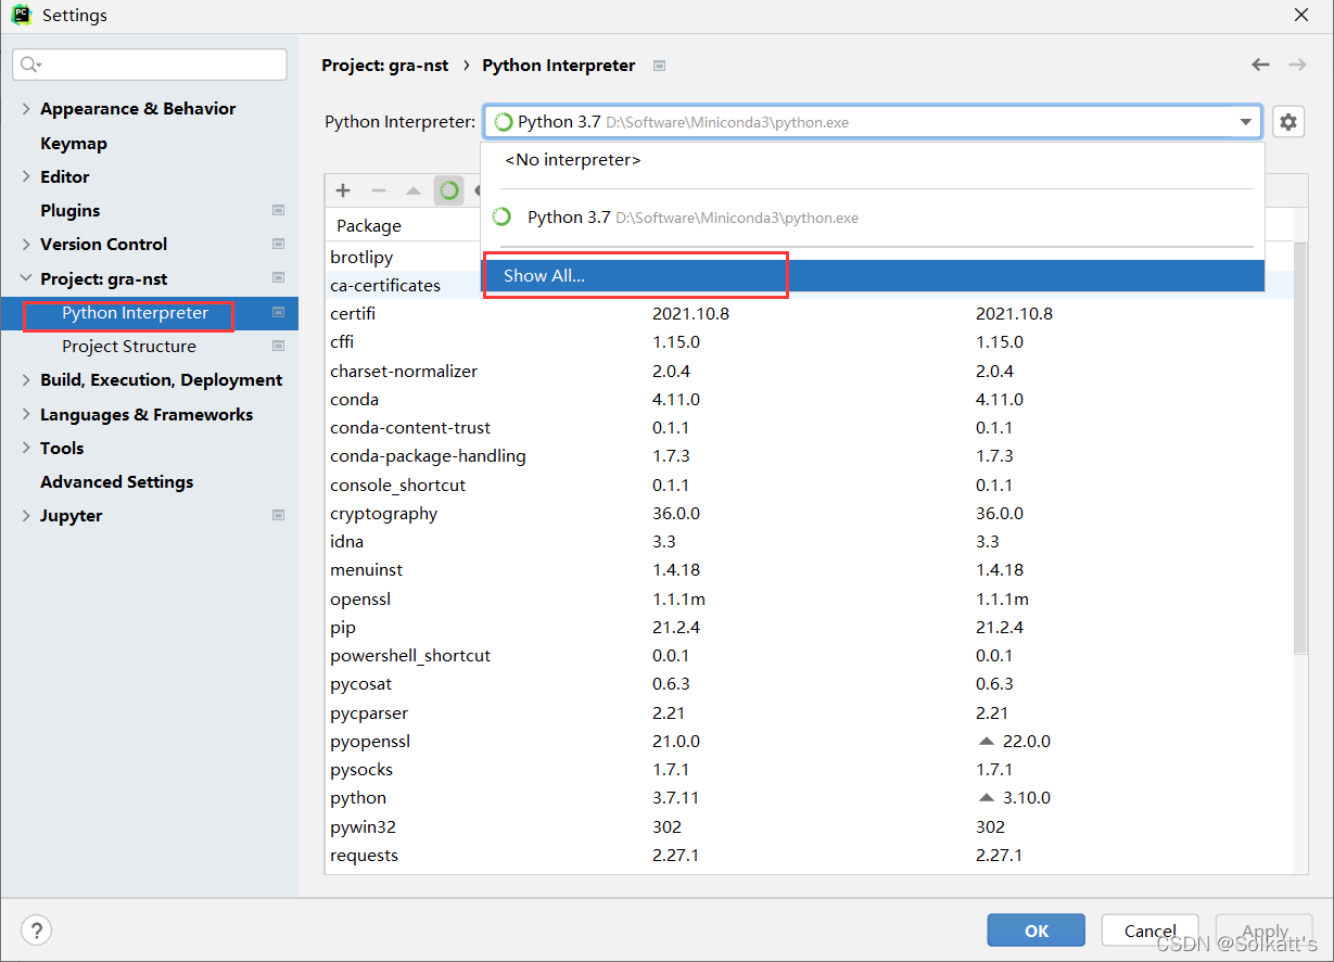 PC Settings
Project: gra-nst › Python Interpreter
Appearance & Behavior
Keymap
Editor
Plugins
Version Control
Project: gra-nst
Python Interpreter
Project Structure
Build, Execution, Deployment
Languages & Frameworks
Tools
Advanced Settings
Jupyter
Python Interpreter: Python 3.7 D:\Software\Miniconda3\python.exe
<No interpreter>
Python 3.7 D:\Software\Miniconda3\python.exe
Show All...
Package
brotlipy
ca-certificates
certifi 2021.10.8 2021.10.8
cffi 1.15.0 1.15.0
charset-normalizer 2.0.4 2.0.4
conda 4.11.0 4.11.0
conda-content-trust 0.1.1 0.1.1
conda-package-handling 1.7.3 1.7.3
console_shortcut 0.1.1 0.1.1
cryptography 36.0.0 36.0.0
idna 3.3 3.3
menuinst 1.4.18 1.4.18
openssl 1.1.1m 1.1.1m
pip 21.2.4 21.2.4
powershell_shortcut 0.0.1 0.0.1
pycosat 0.6.3 0.6.3
pycparser 2.21 2.21
pyopenssl 21.0.0 ▲ 22.0.0
pysocks 1.7.1 1.7.1
python 3.7.11 ▲ 3.10.0
pywin32 302 302
requests 2.27.1 2.27.1
? OK Cancel Apply
CSDN @Solkatt's